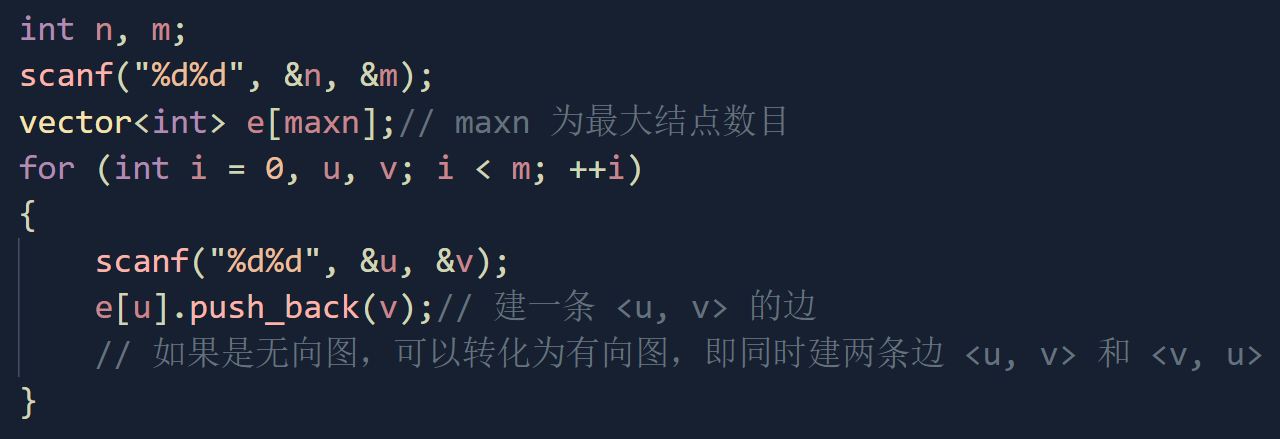 int n, m;
scanf("%d%d", &n, &m);
vector<int> e[maxn];// maxn 为最大结点数目
for (int i = 0, u, v; i < m; ++i)
{
    scanf("%d%d", &u, &v);
    e[u].push_back(v);// 建一条 <u, v> 的边
    // 如果是无向图，可以转化为有向图，即同时建两条边 <u, v> 和 <v, u>
}